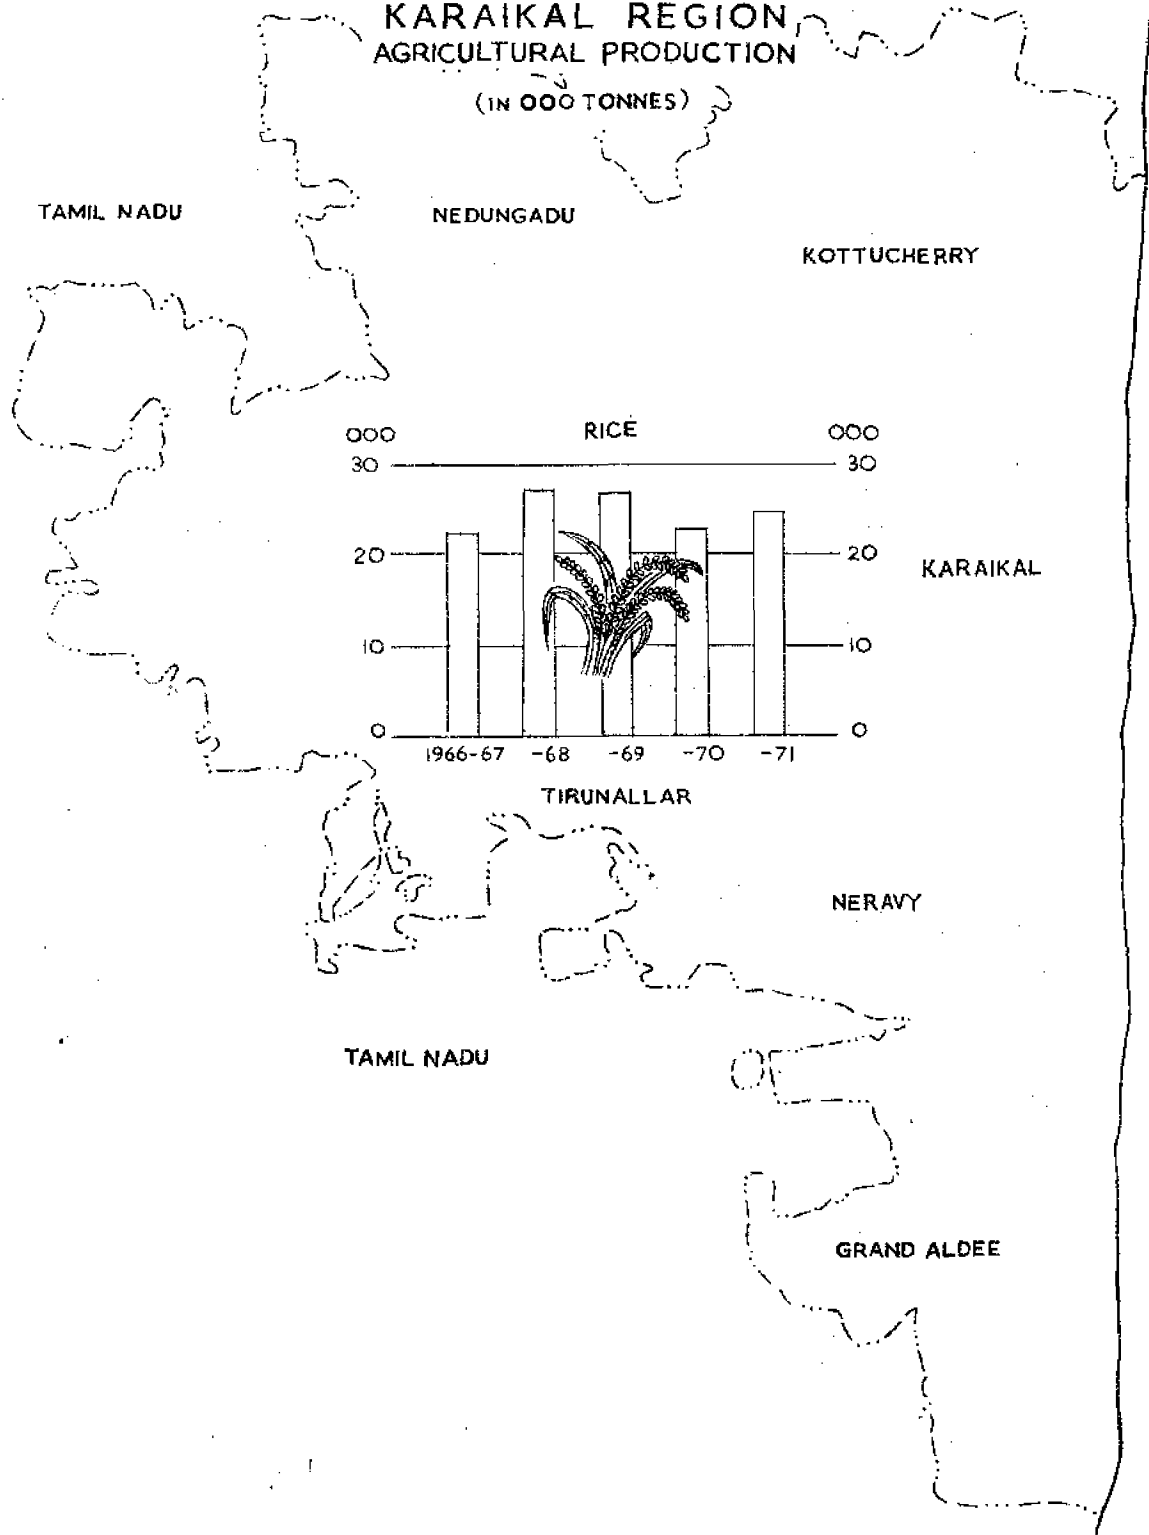 KARAIKAL REGION
AGRICULTURAL PRODUCTION
(IN 000 TONNES)
TAMIL NADU
NEDUNGADU
KOTTUCHERRY
000 RICE 000
30 30
20 20
KARAIKAL
10 10
0 0
1966-67 -68 -69 -70 -71
TIRUNALLAR
NERAVY
TAMIL NADU
GRAND ALDEE